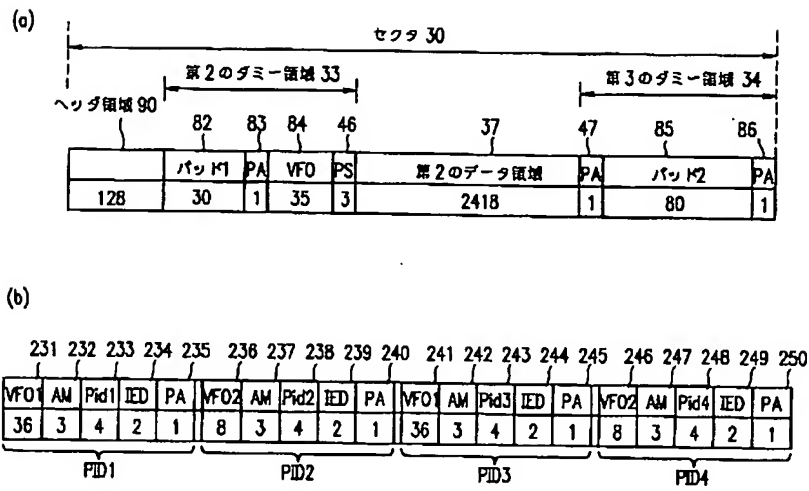 (a)
セクタ 30
第2のダミー領域 33
第3のダミー領域 34
ヘッダ領域 90
82 83 84 46 37 47 85 86
パッド1 PA VFO PS 第2のデータ領域 PA パッド2 PA
128 30 1 35 3 2418 1 80 1
(b)
231 232 233 234 235 236 237 238 239 240 241 242 243 244 245 246 247 248 249 250
VFO1 AM Pid1 IED PA VFO2 AM Pid2 IED PA VFO1 AM Pid3 IED PA VFO2 AM Pid4 IED PA
36 3 4 2 1 8 3 4 2 1 36 3 4 2 1 8 3 4 2 1
PID1 PID2 PID3 PID4